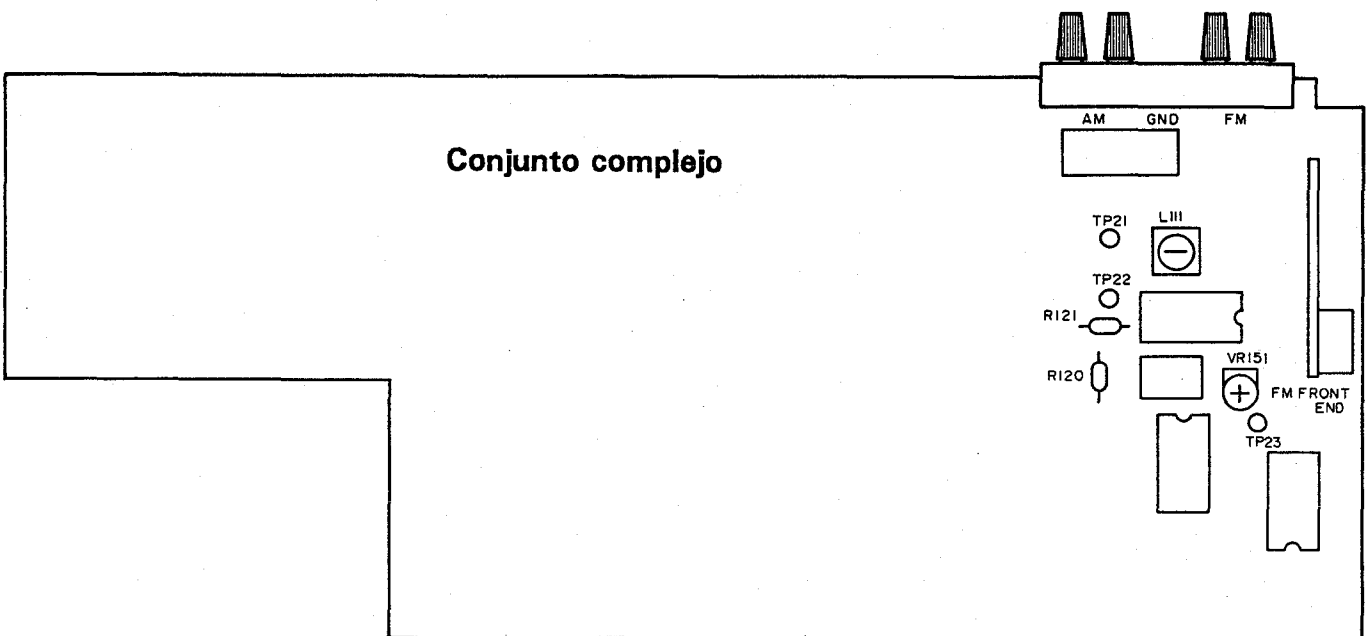 AM GND FM
Conjunto complejo
TP21 L111
TP22
R121
VR151
R120
FM FRONT
END
TP23